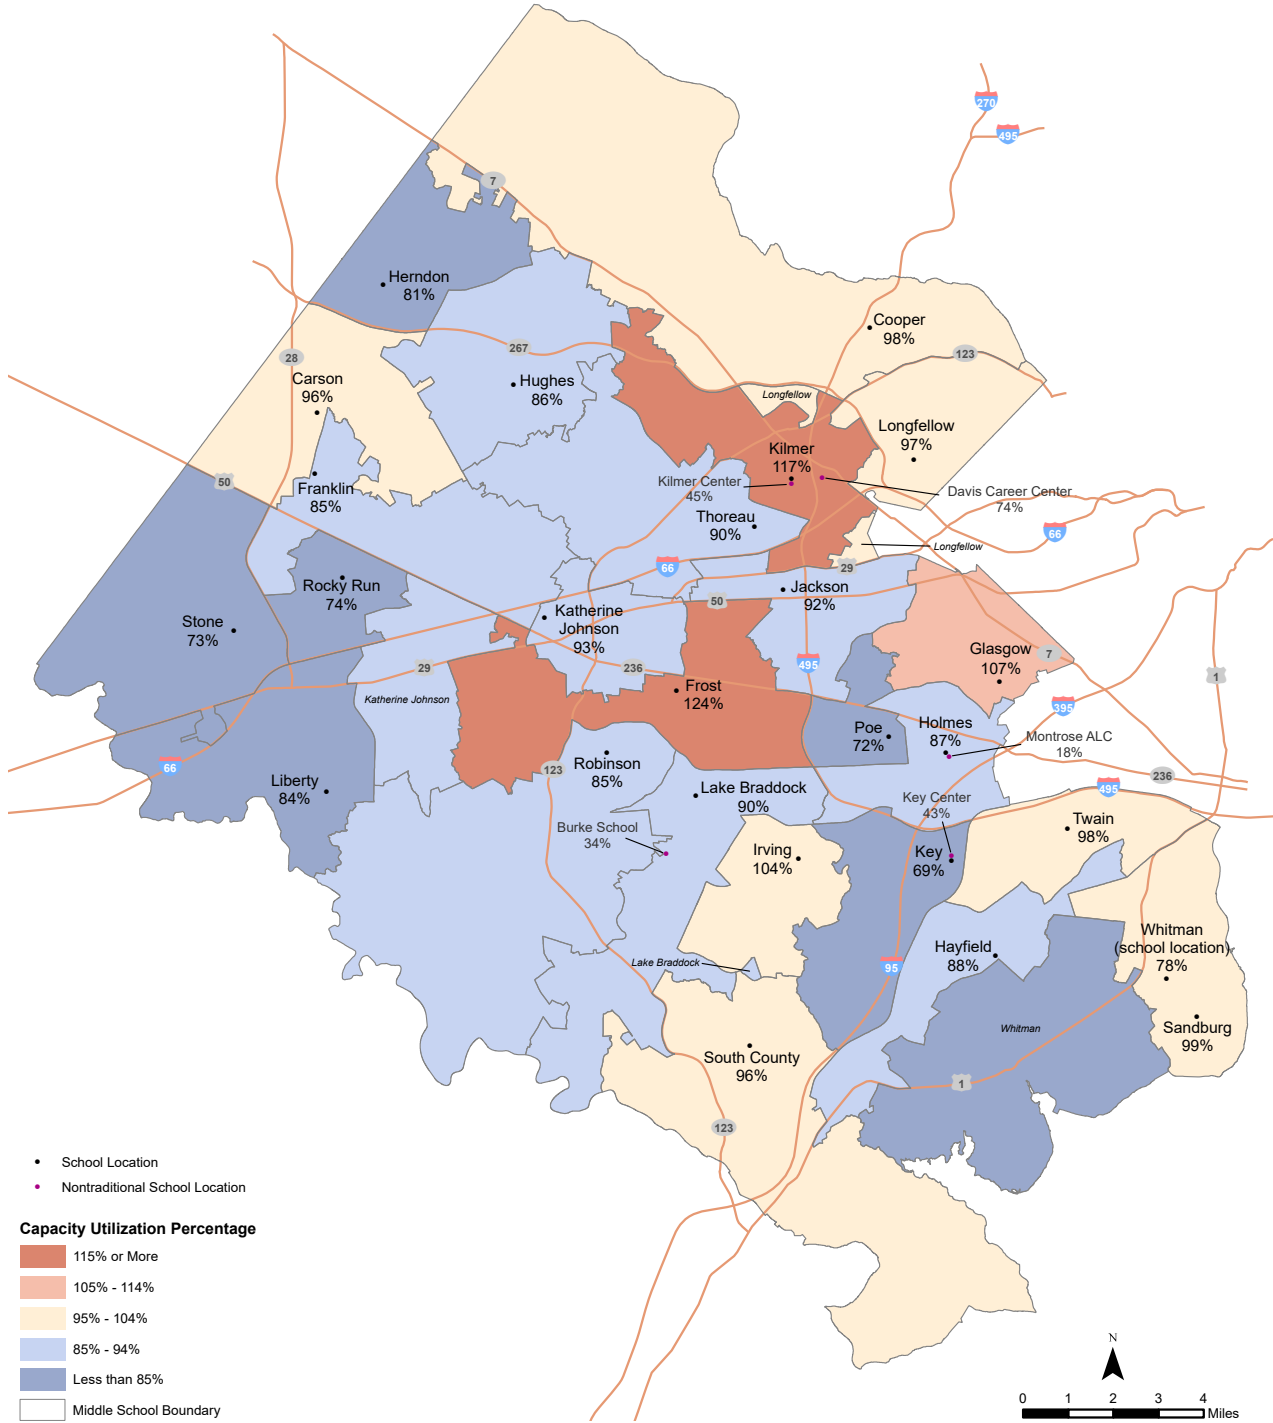 270
495
7
Herndon
81%
Cooper
98%
28
267
123
Carson
96%
Hughes
86%
Longfellow
Longfellow
97%
Kilmer
117%
50
Franklin
85%
Kilmer Center
45%
Davis Career Center
74%
Thoreau
90%
66
Longfellow
66
29
Rocky Run
74%
Jackson
92%
50
Stone
73%
Katherine
Johnson
93%
29
236
495
Glasgow
107%
7
1
Katherine Johnson
Frost
124%
395
Poe
72%
Holmes
87%
Montrose ALC
18%
66
123
Robinson
85%
236
Liberty
84%
Lake Braddock
90%
495
Key Center
43%
Burke School
34%
Twain
98%
Irving
104%
Key
69%
Whitman
(school location)
78%
Hayfield
88%
Lake Braddock
95
Whitman
Sandburg
99%
South County
96%
1
123
School Location
Nontraditional School Location
Capacity Utilization Percentage
115% or More
105% - 114%
95% - 104%
85% - 94%
Less than 85%
Middle School Boundary
N
0 1 2 3 4
Miles